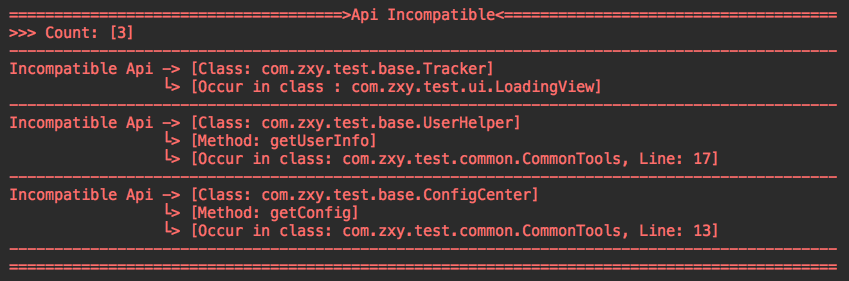 =====================================>Api Incompatible<=====================================
>>> Count: [3]
--------------------------------------------------------------------------------------------
Incompatible Api —> [Class: com.zxy.test.base.Tracker]
└> [Occur in class : com.zxy.test.ui.LoadingView]
--------------------------------------------------------------------------------------------
Incompatible Api —> [Class: com.zxy.test.base.UserHelper]
└> [Method: getUserInfo]
└> [Occur in class: com.zxy.test.common.CommonTools, Line: 17]
--------------------------------------------------------------------------------------------
Incompatible Api —> [Class: com.zxy.test.base.ConfigCenter]
└> [Method: getConfig]
└> [Occur in class: com.zxy.test.common.CommonTools, Line: 13]
--------------------------------------------------------------------------------------------
============================================================================================